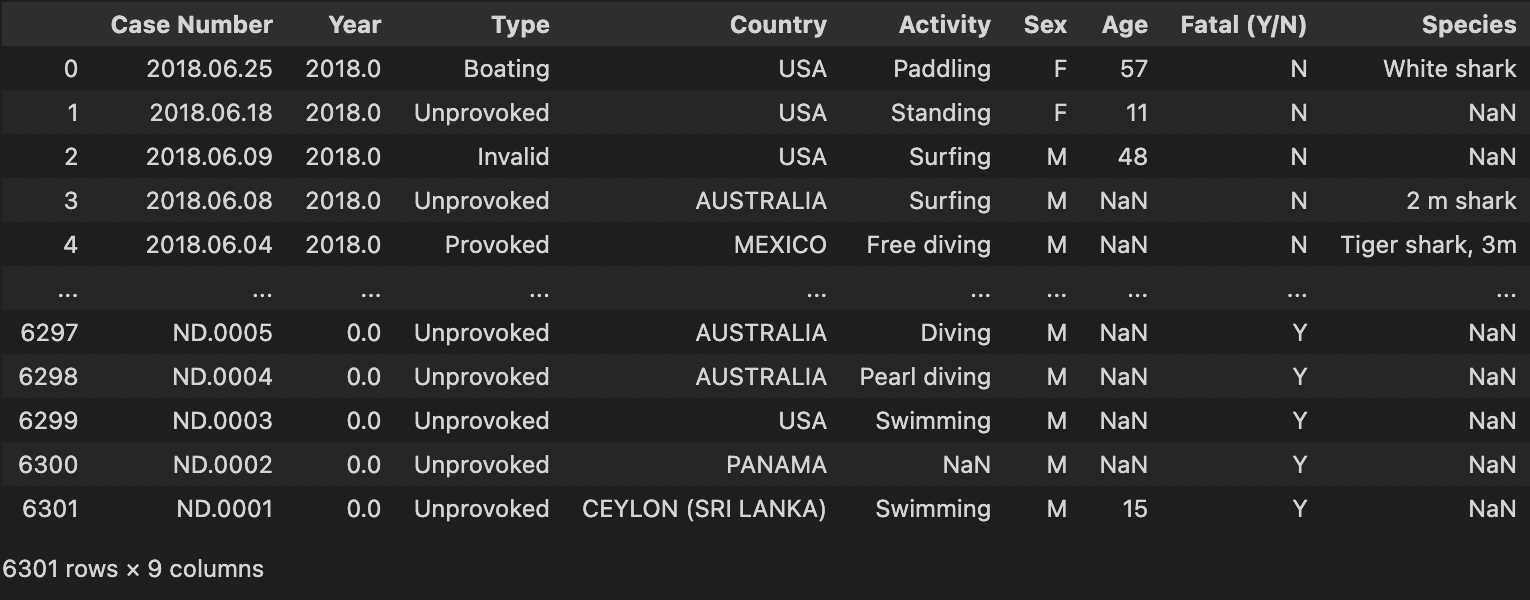 Case Number Year Type Country Activity Sex Age Fatal (Y/N) Species
0 2018.06.25 2018.0 Boating USA Paddling F 57 N White shark
1 2018.06.18 2018.0 Unprovoked USA Standing F 11 N NaN
2 2018.06.09 2018.0 Invalid USA Surfing M 48 N NaN
3 2018.06.08 2018.0 Unprovoked AUSTRALIA Surfing M NaN N 2 m shark
4 2018.06.04 2018.0 Provoked MEXICO Free diving M NaN N Tiger shark, 3m
... ... ... ... ... ... ... ... ... ...
6297 ND.0005 0.0 Unprovoked AUSTRALIA Diving M NaN Y NaN
6298 ND.0004 0.0 Unprovoked AUSTRALIA Pearl diving M NaN Y NaN
6299 ND.0003 0.0 Unprovoked USA Swimming M NaN Y NaN
6300 ND.0002 0.0 Unprovoked PANAMA NaN M NaN Y NaN
6301 ND.0001 0.0 Unprovoked CEYLON (SRI LANKA) Swimming M 15 Y NaN
6301 rows × 9 columns